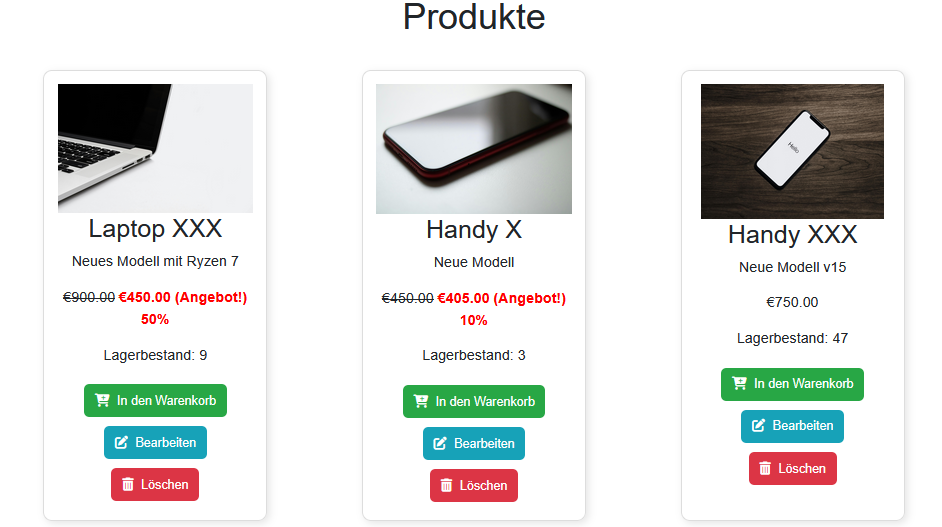 Produkte
Laptop XXX
Neues Modell mit Ryzen 7
€900.00 €450.00 (Angebot!)
50%
Lagerbestand: 9
In den Warenkorb
Bearbeiten
Löschen
Handy X
Neue Modell
€450.00 €405.00 (Angebot!)
10%
Lagerbestand: 3
In den Warenkorb
Bearbeiten
Löschen
Hello
Handy XXX
Neue Modell v15
€750.00
Lagerbestand: 47
In den Warenkorb
Bearbeiten
Löschen